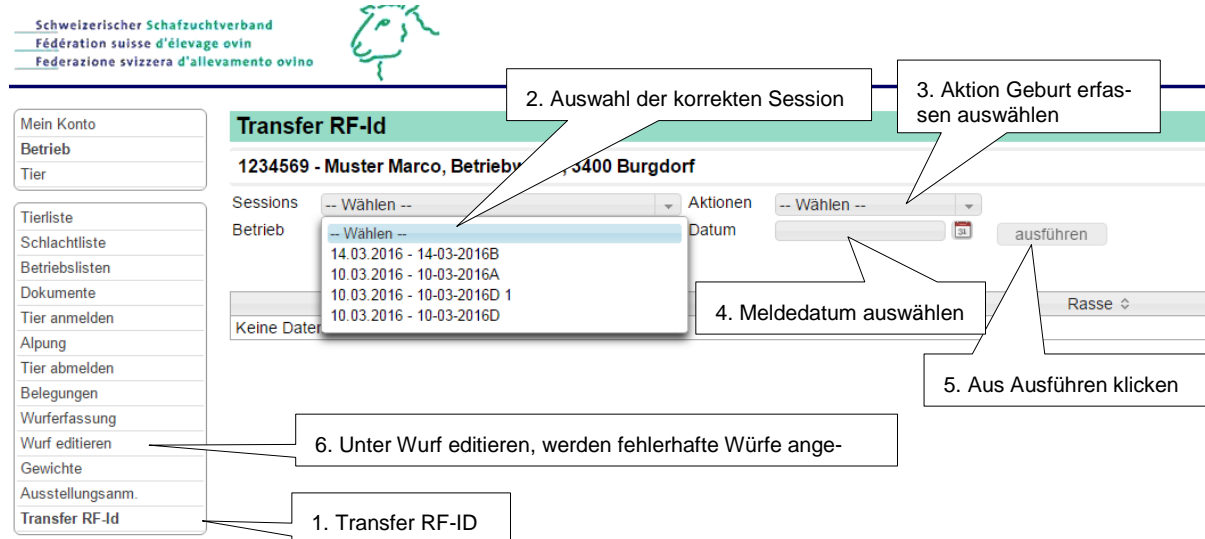 Schweizerischer Schafzuchtverband
Fédération suisse d'élevage ovin
Federazione svizzera d'allevamento ovino
2. Auswahl der korrekten Session
3. Aktion Geburt erfas-
sen auswählen
Mein Konto
Betrieb
Tier
Transfer RF-Id
1234569 - Muster Marco, 3400 Burgdorf
Sessions -- Wählen -- Aktionen -- Wählen --
Betrieb Datum 31 ausführen
-- Wählen --
14.03.2016 - 14-03-2016B
10.03.2016 - 10-03-2016A
10.03.2016 - 10-03-2016D 1
10.03.2016 - 10-03-2016D
Rasse
Keine Daten
4. Meldedatum auswählen
5. Aus Ausführen klicken
Tierliste
Schlachtliste
Betriebslisten
Dokumente
Tier anmelden
Alpung
Tier abmelden
Belegungen
Wurferfassung
Wurf editieren
Gewichte
Ausstellungsanm.
Transfer RF-Id
6. Unter Wurf editieren, werden fehlerhafte Würfe ange-
1. Transfer RF-ID